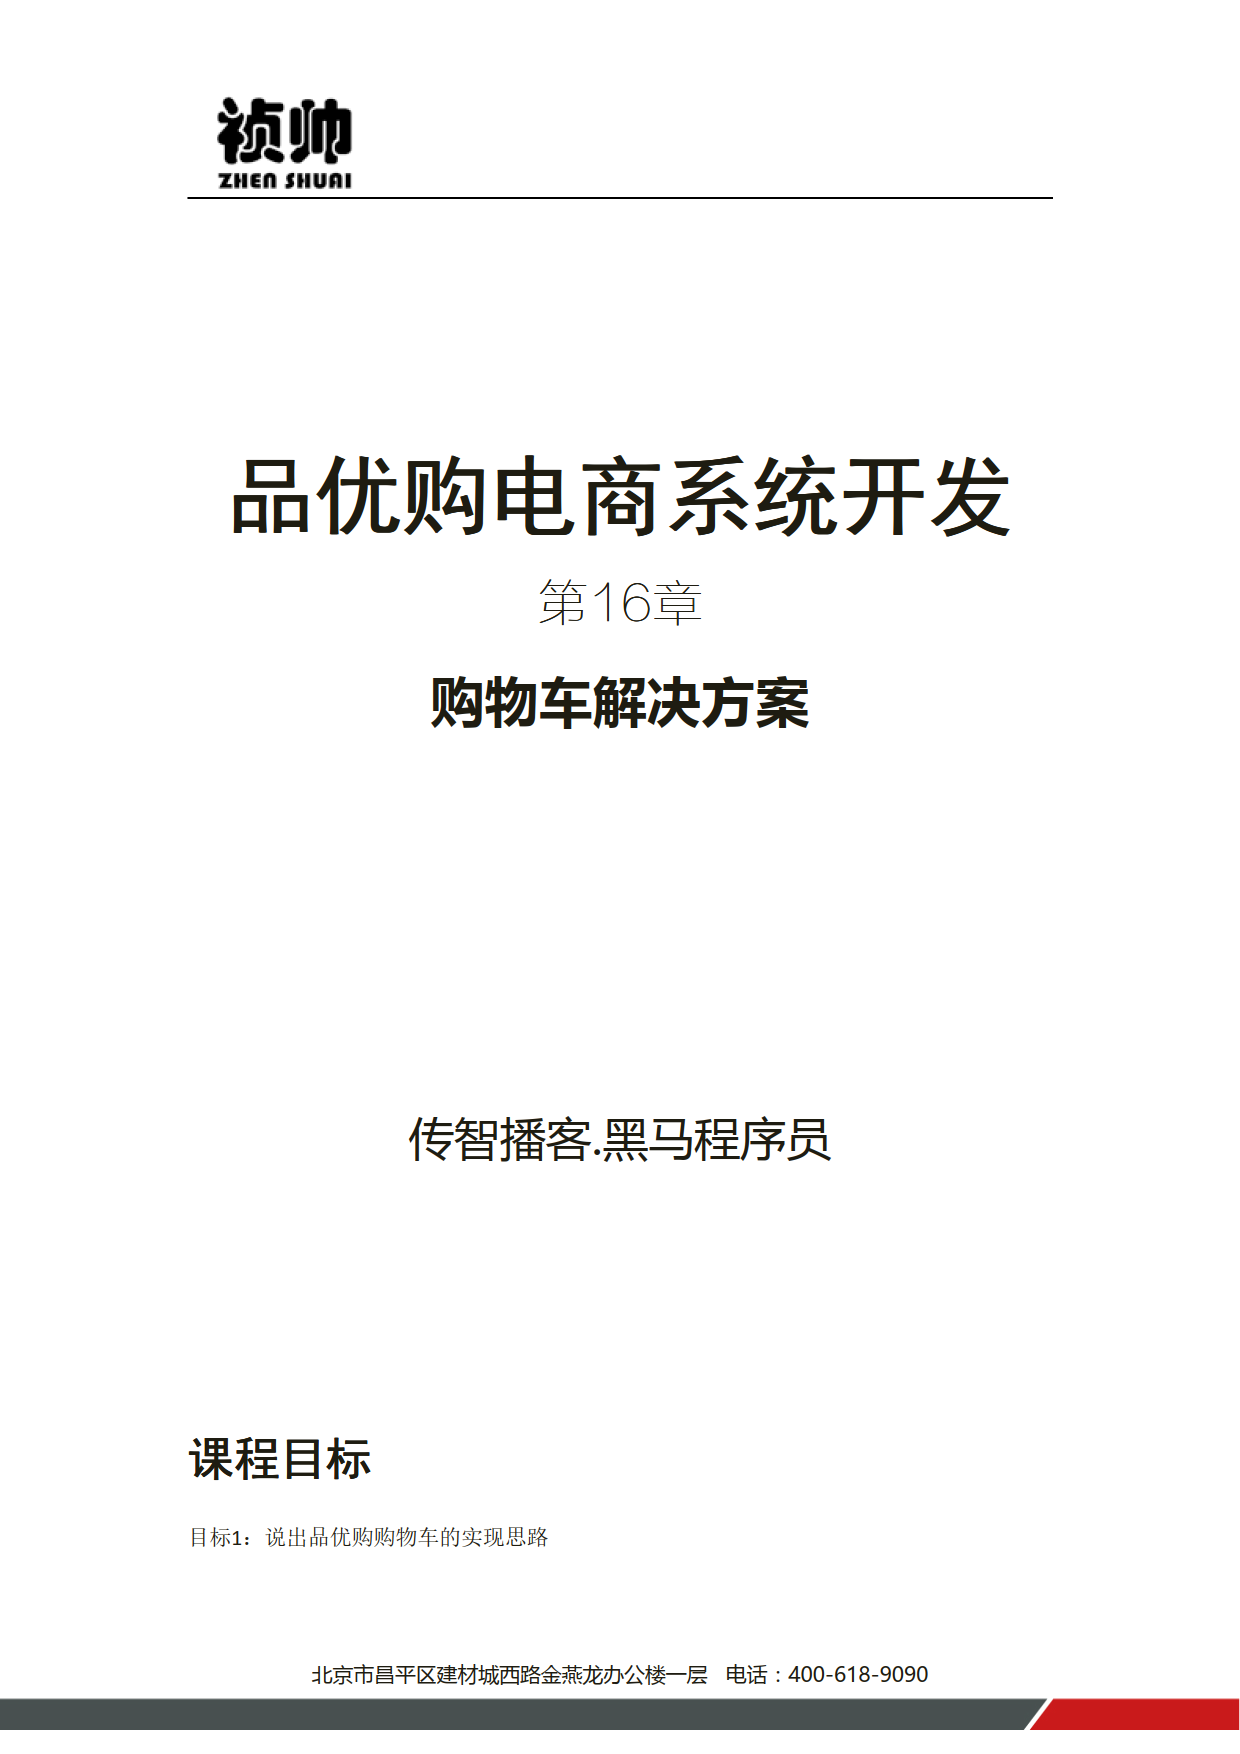 祯帅
ZHEN SHUAI
品优购电商系统开发
第16章
购物车解决方案
传智播客.黑马程序员
课程目标
目标1：说出品优购购物车的实现思路
北京市昌平区建材城西路金燕龙办公楼一层 电话：400-618-9090